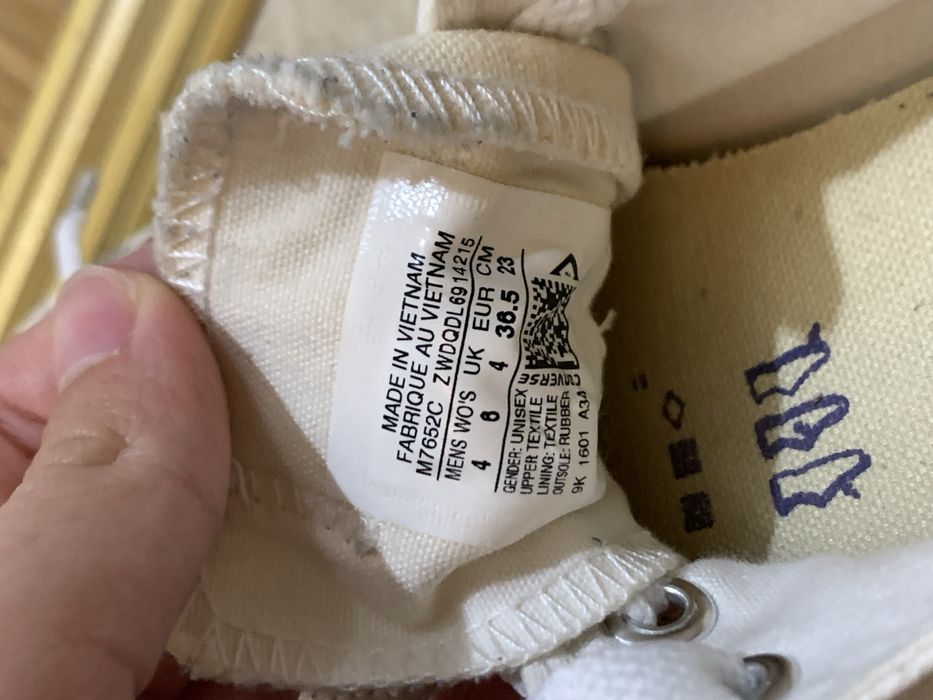 MADE IN VIETNAM
FABRIQUE AU VIETNAM
M7652C ZWDQDL6914215
MENS WO'S UK EUR CM
4 6 4 36.5 23
CONVERSE
GENDER: UNISEX
UPPER TEXTILE
LINING: TEXTILE
OUTSOLE: RUBBER
9K 1601 A34